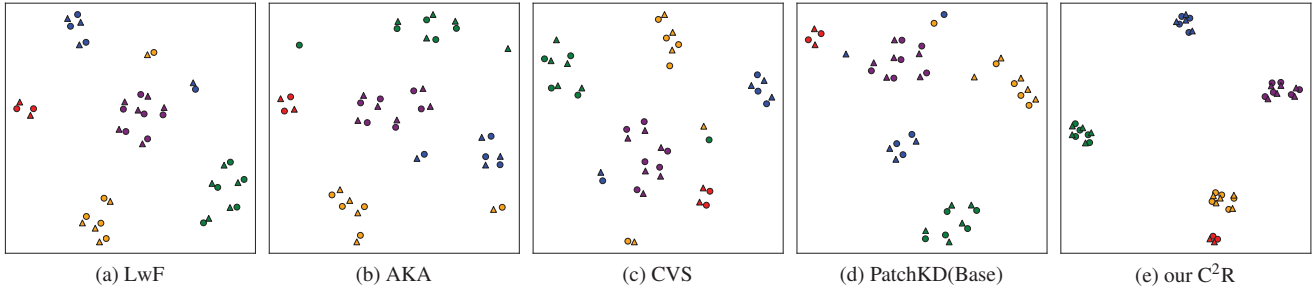 (a) LwF
(b) AKA
(c) CVS
(d) PatchKD(Base)
(e) our C²R